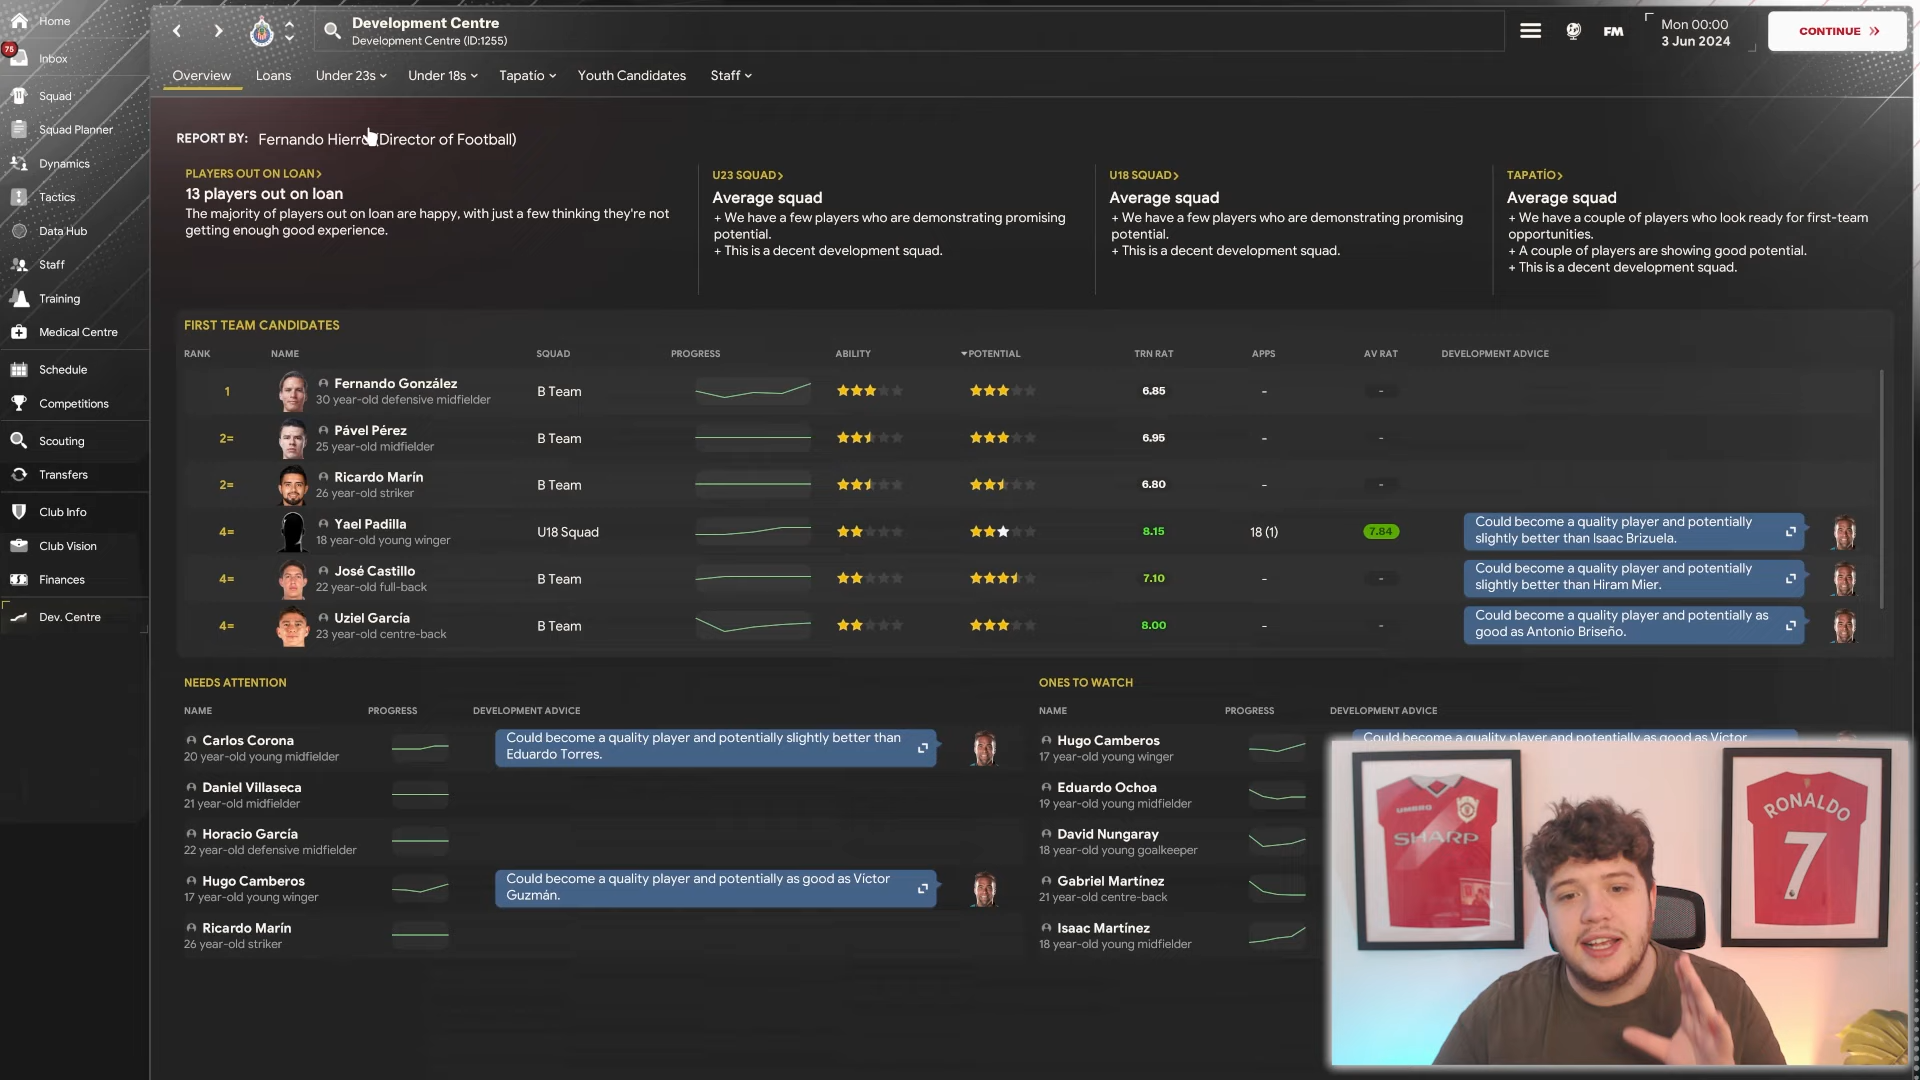 Home
75
Inbox
Squad
Squad Planner
Dynamics
Tactics
Data Hub
Staff
Training
Medical Centre
Schedule
Competitions
Scouting
Transfers
Club Info
Club Vision
Finances
Dev. Centre
Development Centre
Development Centre (ID:1255)
FM
Mon 00:00
3 Jun 2024
CONTINUE
Overview
Loans
Under 23s
Under 18s
Tapatío
Youth Candidates
Staff
REPORT BY: Fernando Hierro (Director of Football)
PLAYERS OUT ON LOAN>
13 players out on loan
The majority of players out on loan are happy, with just a few thinking they're not
getting enough good experience.
U23 SQUAD>
Average squad
+ We have a few players who are demonstrating promising
potential.
+ This is a decent development squad.
U18 SQUAD>
Average squad
+ We have a few players who are demonstrating promising
potential.
+ This is a decent development squad.
TAPATÍO>
Average squad
+ We have a couple of players who look ready for first-team
opportunities.
+ A couple of players are showing good potential.
+ This is a decent development squad.
FIRST TEAM CANDIDATES
RANK NAME SQUAD PROGRESS ABILITY POTENTIAL TRN RAT APPS AV RAT DEVELOPMENT ADVICE
1 Fernando González B Team 6.85 - -
30 year-old defensive midfielder
2= Pável Pérez B Team 6.95 - -
25 year-old midfielder
2= Ricardo Marín B Team 6.80 - -
26 year-old striker
4= Yael Padilla U18 Squad 8.15 18 (1) 7.84
18 year-old young winger
Could become a quality player and potentially
slightly better than Isaac Brizuela.
4= José Castillo B Team 7.10 - -
22 year-old full-back
Could become a quality player and potentially
slightly better than Hiram Mier.
4= Uziel García B Team 8.00 - -
23 year-old centre-back
Could become a quality player and potentially as
good as Antonio Briseño.
NEEDS ATTENTION
NAME PROGRESS DEVELOPMENT ADVICE
Carlos Corona
20 year-old young midfielder
Could become a quality player and potentially slightly better than
Eduardo Torres.
Daniel Villaseca
21 year-old midfielder
Horacio García
22 year-old defensive midfielder
Hugo Camberos
17 year-old young winger
Could become a quality player and potentially as good as Víctor
Guzmán.
Ricardo Marín
26 year-old striker
ONES TO WATCH
NAME PROGRESS DEVELOPMENT ADVICE
Hugo Camberos
17 year-old young winger
Could become a quality player and potentially as good as Víctor
Eduardo Ochoa
19 year-old young midfielder
David Nungaray
18 year-old young goalkeeper
Gabriel Martínez
21 year-old centre-back
Isaac Martínez
18 year-old young midfielder
UMBRO
SHARP
RONALDO
7